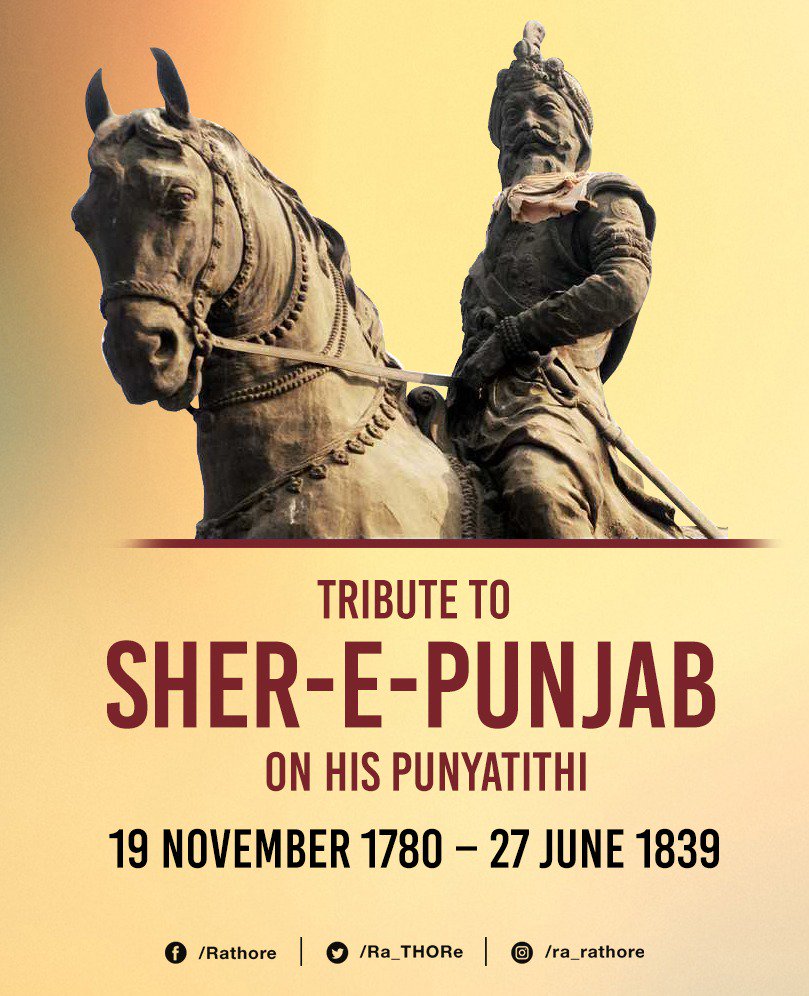 TRIBUTE TO
SHER-E-PUNJAB
ON HIS PUNYATITHI
19 NOVEMBER 1780 – 27 JUNE 1839
/Rathore | /Ra_THORe | /ra_rathore